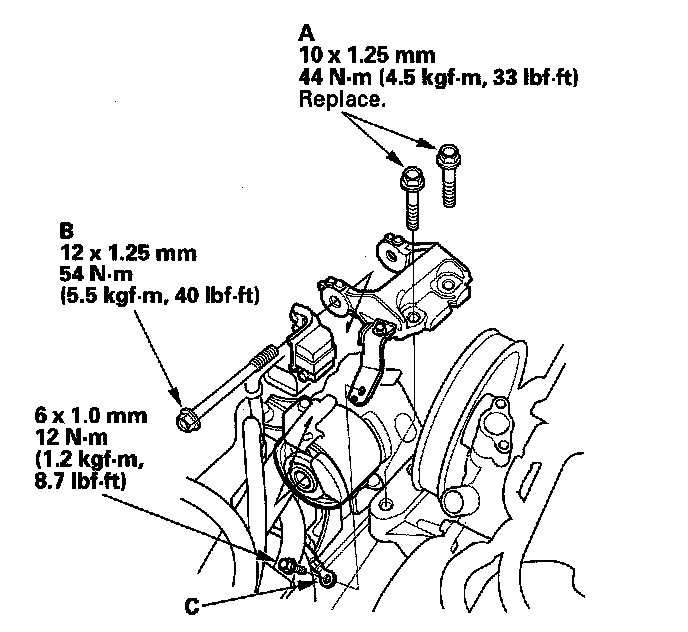 A
10 x 1.25 mm
44 N·m (4.5 kgf·m, 33 lbf·ft)
Replace.
B
12 x 1.25 mm
54 N·m
(5.5 kgf·m, 40 lbf·ft)
6 x 1.0 mm
12 N·m
(1.2 kgf·m,
8.7 lbf·ft)
C